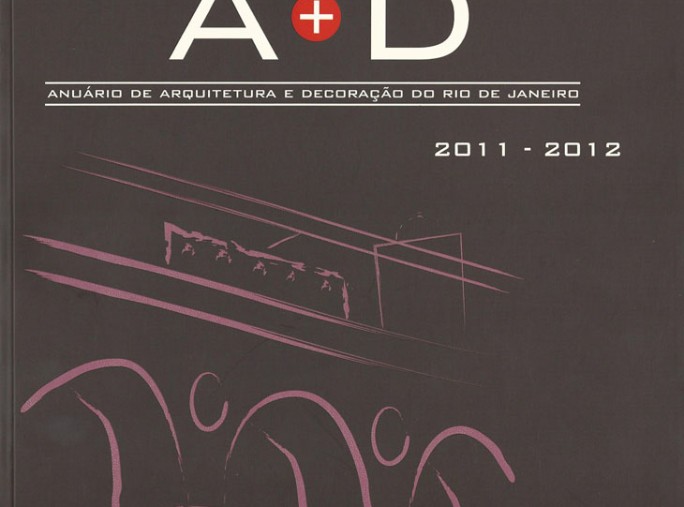 A+D
ANUÁRIO DE ARQUITETURA E DECORAÇÃO DO RIO DE JANEIRO
2011 - 2012